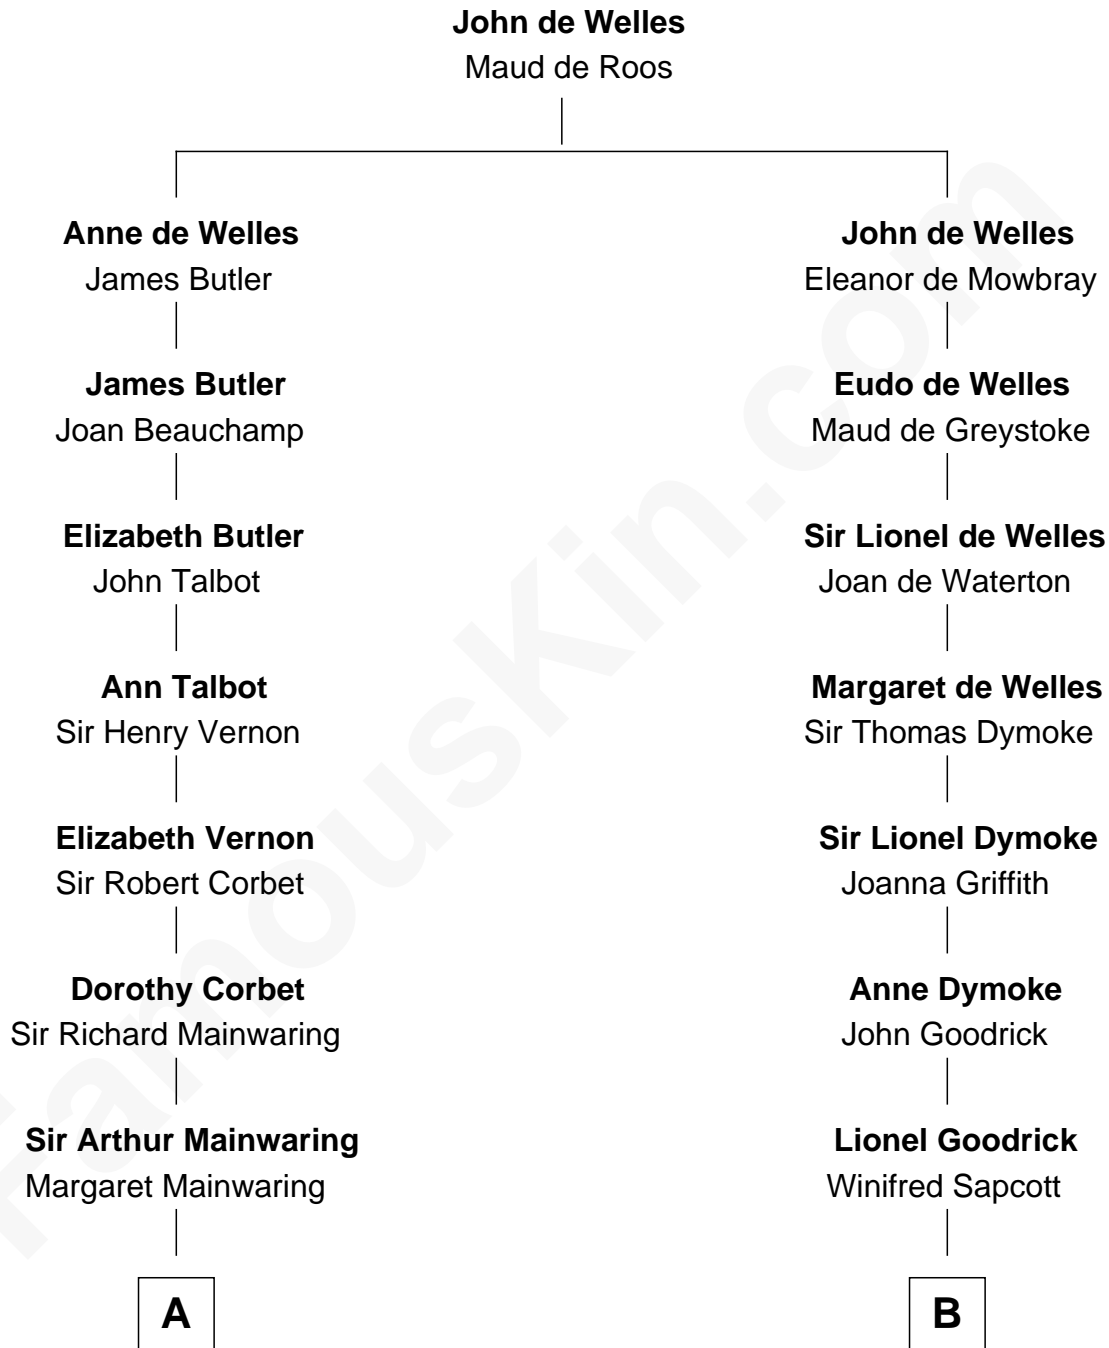 John de Welles
Maud de Roos
Anne de Welles
James Butler
John de Welles
Eleanor de Mowbray
James Butler
Joan Beauchamp
Eudo de Welles
Maud de Greystoke
Elizabeth Butler
John Talbot
Sir Lionel de Welles
Joan de Waterton
Ann Talbot
Sir Henry Vernon
Margaret de Welles
Sir Thomas Dymoke
Elizabeth Vernon
Sir Robert Corbet
Sir Lionel Dymoke
Joanna Griffith
Dorothy Corbet
Sir Richard Mainwaring
Anne Dymoke
John Goodrick
Sir Arthur Mainwaring
Margaret Mainwaring
Lionel Goodrick
Winifred Sapcott
A
B
FamousKin.com